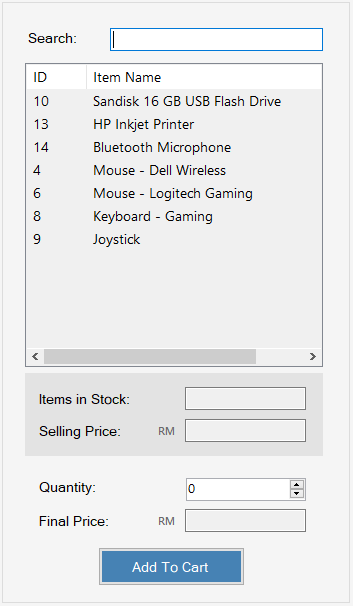 Search:
ID Item Name
10 Sandisk 16 GB USB Flash Drive
13 HP Inkjet Printer
14 Bluetooth Microphone
4 Mouse - Dell Wireless
6 Mouse - Logitech Gaming
8 Keyboard - Gaming
9 Joystick
Items in Stock:
Selling Price: RM
Quantity: 0
Final Price: RM
Add To Cart